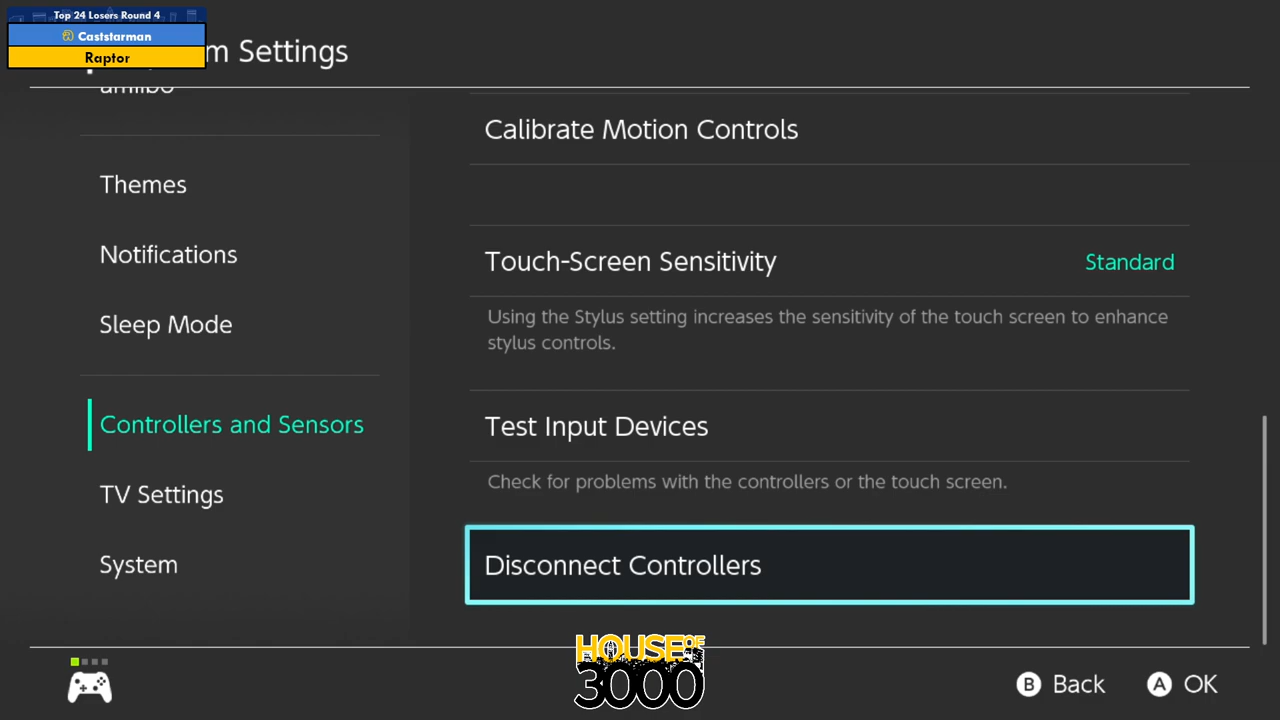 Top 24 Losers Round 4
Caststarman
Raptor
m Settings
amiibo
Themes
Notifications
Sleep Mode
Controllers and Sensors
TV Settings
System
Calibrate Motion Controls
Touch-Screen Sensitivity Standard
Using the Stylus setting increases the sensitivity of the touch screen to enhance
stylus controls.
Test Input Devices
Check for problems with the controllers or the touch screen.
Disconnect Controllers
HOUSE OF
3000
B Back A OK